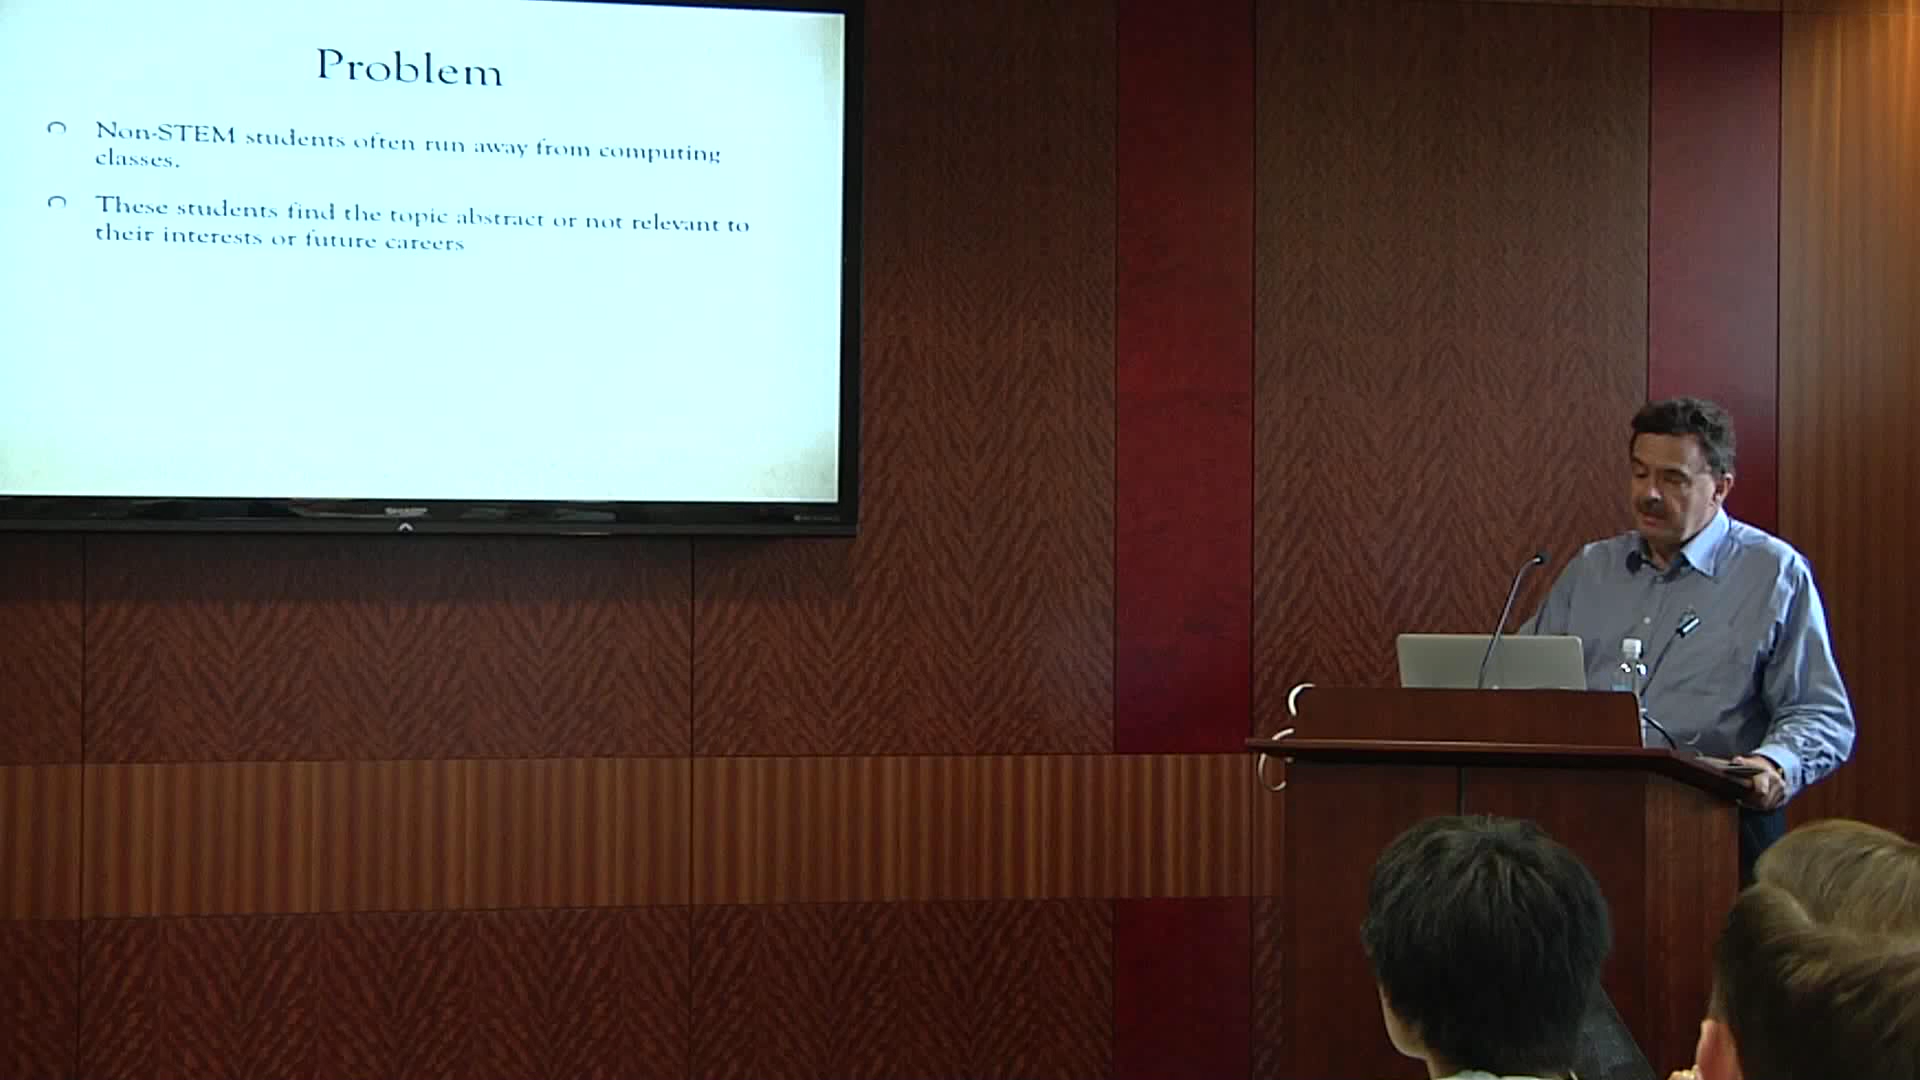 Problem
Non-STEM students often run away from computing
classes.
These students find the topic abstract or not relevant to
their interests or future careers
SHARP